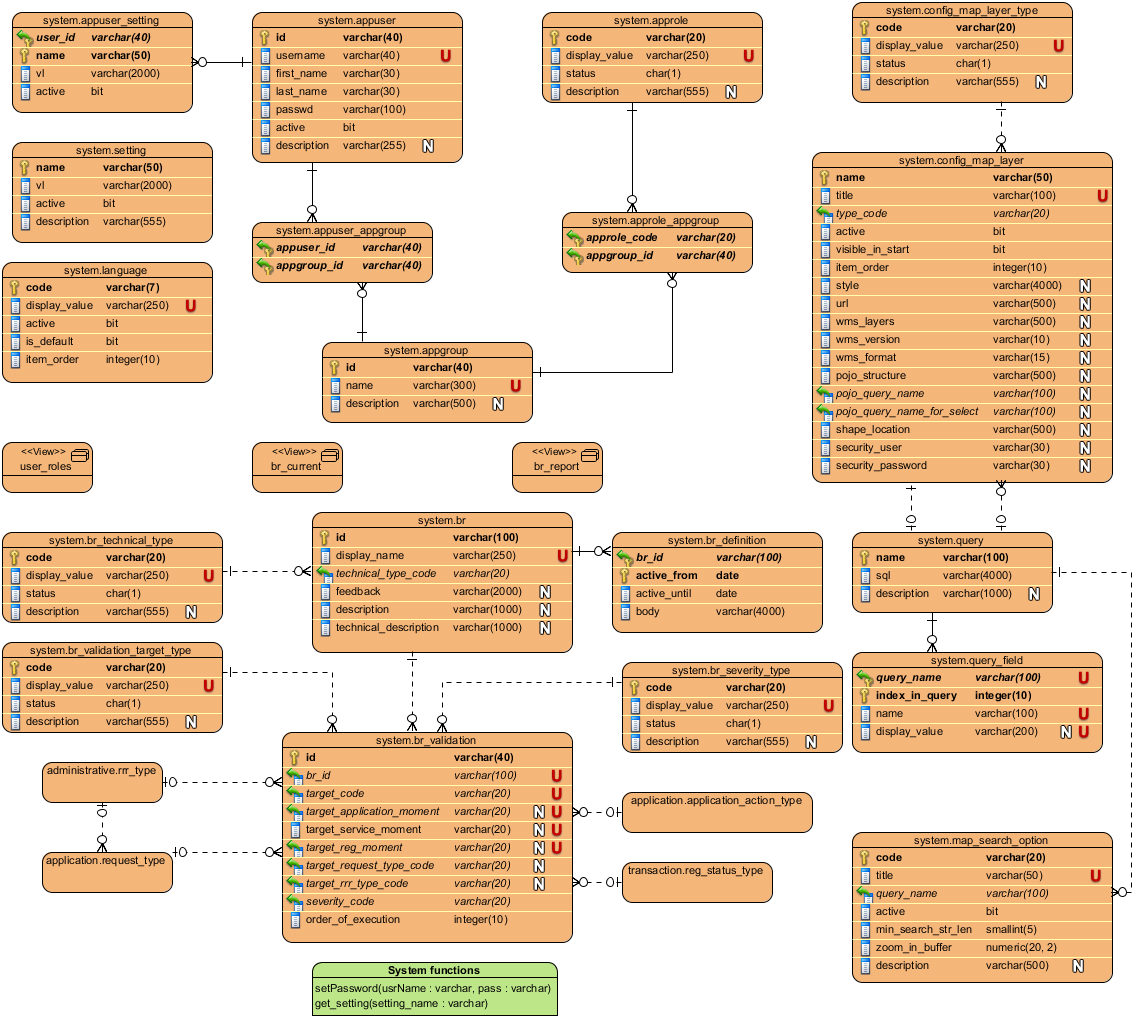 system.appuser_setting
user_id varchar(40)
name varchar(50)
vl varchar(2000)
active bit
system.appuser
id varchar(40)
username varchar(40) U
first_name varchar(30)
last_name varchar(30)
passwd varchar(100)
active bit
description varchar(255) N
system.approle
code varchar(20)
display_value varchar(250) U
status char(1)
description varchar(555) N
system.config_map_layer_type
code varchar(20)
display_value varchar(250) U
status char(1)
description varchar(555) N
system.setting
name varchar(50)
vl varchar(2000)
active bit
description varchar(555)
system.appuser_appgroup
appuser_id varchar(40)
appgroup_id varchar(40)
system.approle_appgroup
approle_code varchar(20)
appgroup_id varchar(40)
system.config_map_layer
name varchar(50)
title varchar(100) U
type_code varchar(20)
active bit
visible_in_start bit
item_order integer(10)
style varchar(4000) N
url varchar(500) N
wms_layers varchar(500) N
wms_version varchar(10) N
wms_format varchar(15) N
pojo_structure varchar(500) N
pojo_query_name varchar(100) N
pojo_query_name_for_select varchar(100) N
shape_location varchar(500) N
security_user varchar(30) N
security_password varchar(30) N
system.language
code varchar(7)
display_value varchar(250) U
active bit
is_default bit
item_order integer(10)
system.appgroup
id varchar(40)
name varchar(300) U
description varchar(500) N
<<View>>
user_roles
<<View>>
br_current
<<View>>
br_report
system.br_technical_type
code varchar(20)
display_value varchar(250) U
status char(1)
description varchar(555) N
system.br
id varchar(100)
display_name varchar(250) U
technical_type_code varchar(20)
feedback varchar(2000) N
description varchar(1000) N
technical_description varchar(1000) N
system.br_definition
br_id varchar(100)
active_from date
active_until date
body varchar(4000)
system.query
name varchar(100)
sql varchar(4000)
description varchar(1000) N
system.br_validation_target_type
code varchar(20)
display_value varchar(250) U
status char(1)
description varchar(555) N
system.br_severity_type
code varchar(20)
display_value varchar(250) U
status char(1)
description varchar(555) N
system.query_field
query_name varchar(100) U
index_in_query integer(10)
name varchar(100) U
display_value varchar(200) N U
system.br_validation
id varchar(40)
br_id varchar(100) U
target_code varchar(20) U
target_application_moment varchar(20) N U
target_service_moment varchar(20) N U
target_reg_moment varchar(20) N U
target_request_type_code varchar(20) N
target_rrr_type_code varchar(20) N
severity_code varchar(20)
order_of_execution integer(10)
administrative.rrr_type
application.request_type
application.application_action_type
transaction.reg_status_type
system.map_search_option
code varchar(20)
title varchar(50) U
query_name varchar(100)
active bit
min_search_str_len smallint(5)
zoom_in_buffer numeric(20, 2)
description varchar(500) N
System functions
setPassword(usrName : varchar, pass : varchar)
get_setting(setting_name : varchar)